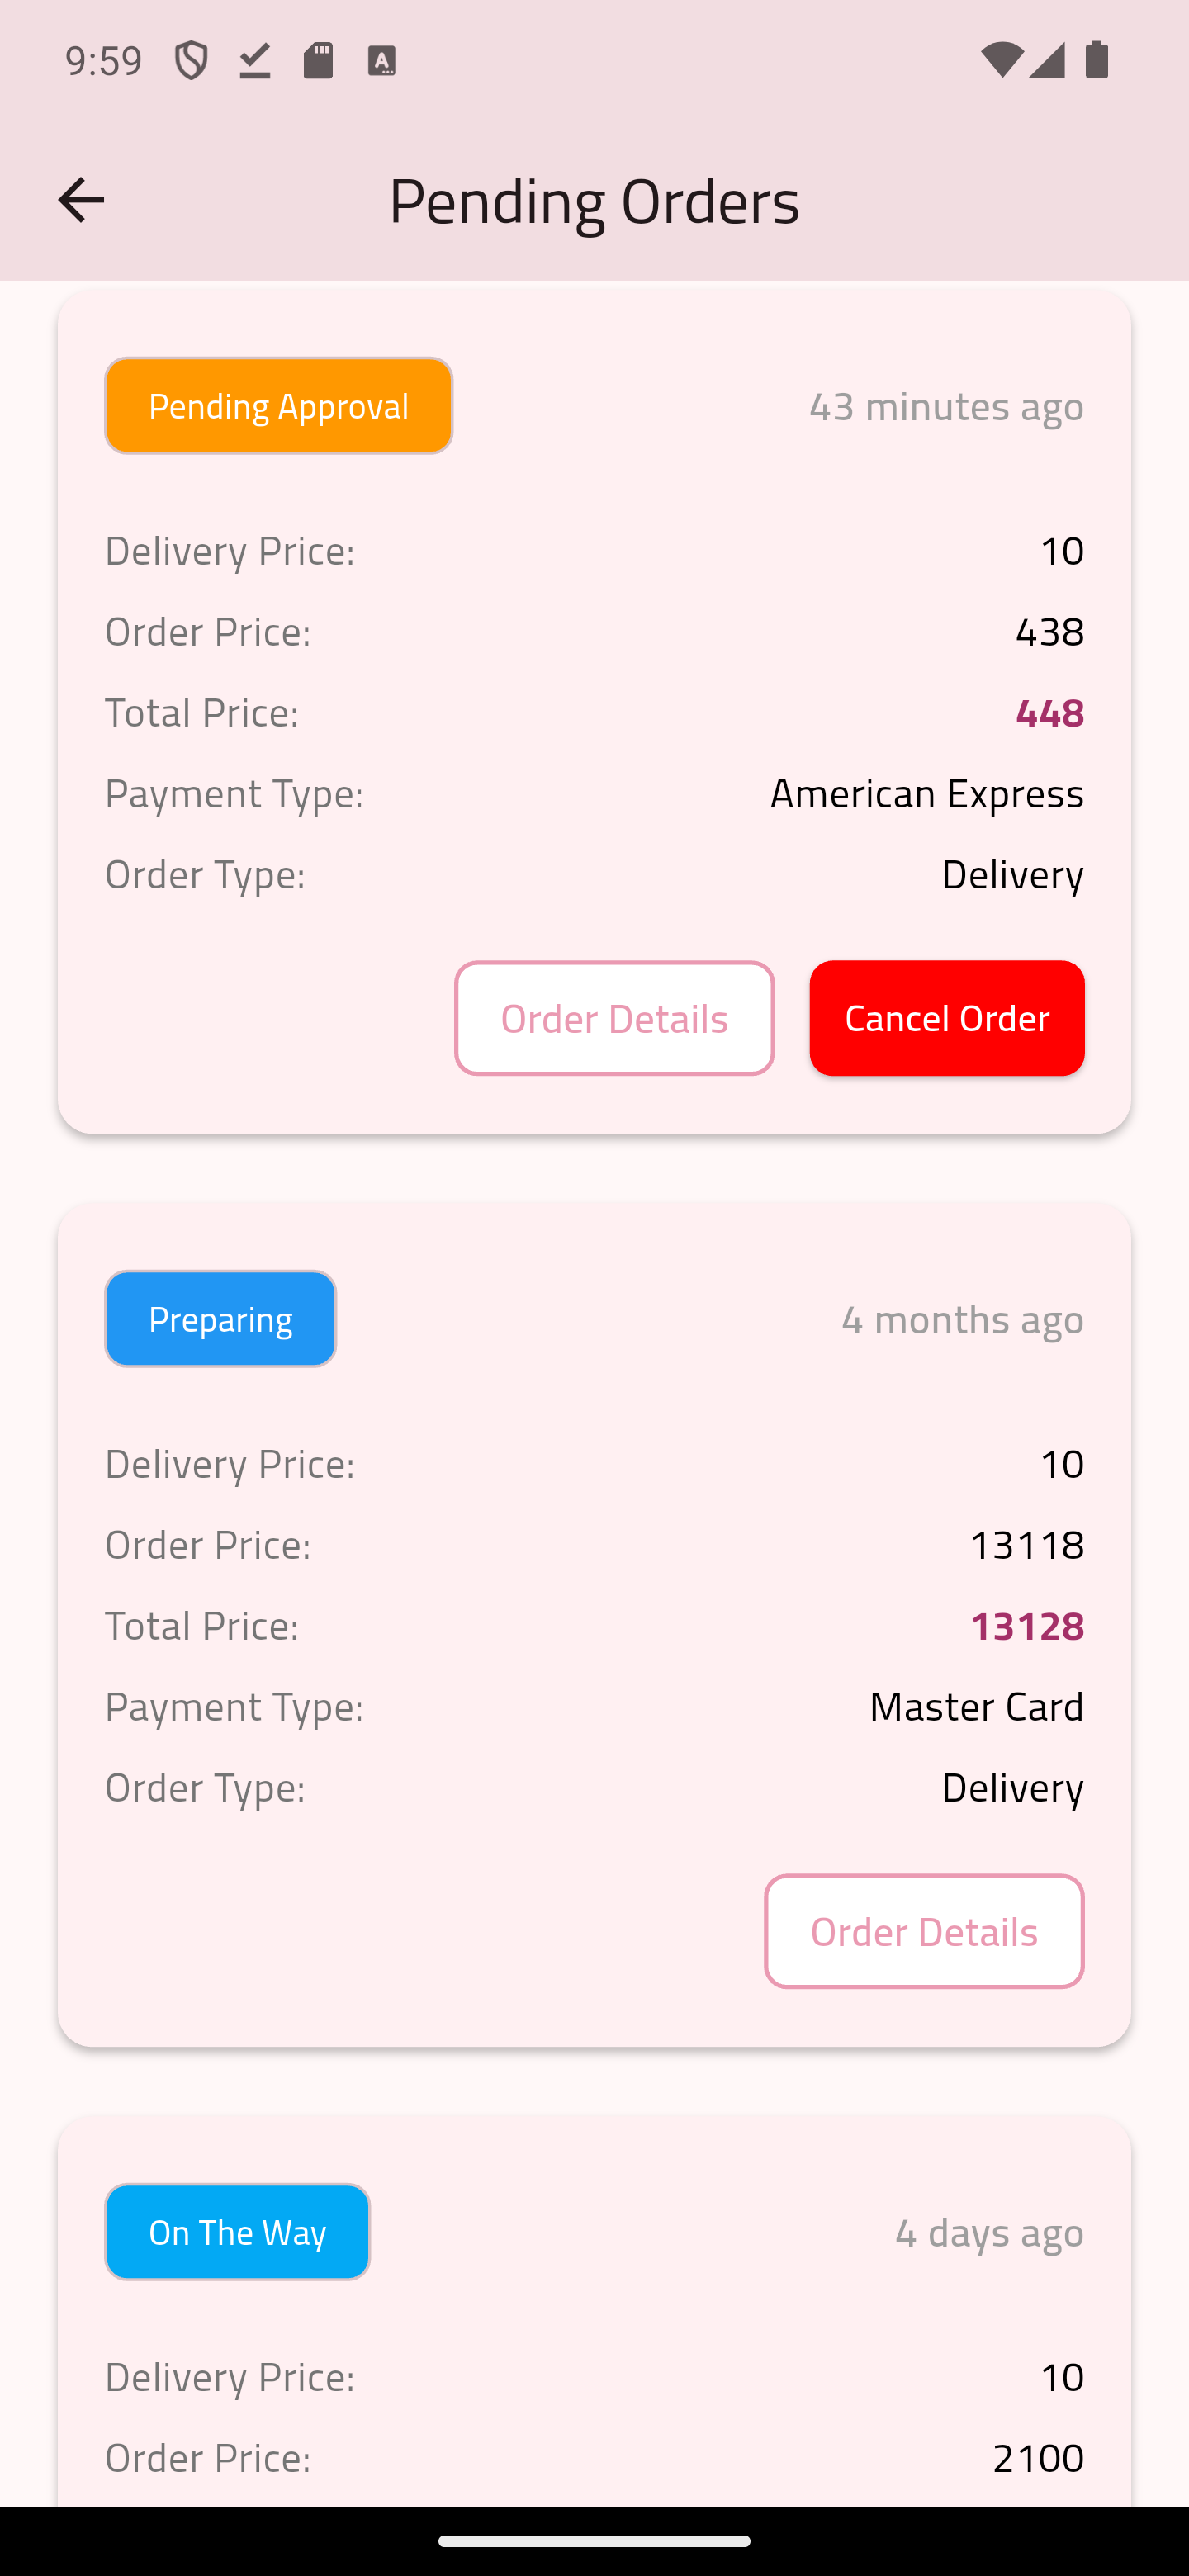 9:59
Pending Orders
Pending Approval 43 minutes ago
Delivery Price: 10
Order Price: 438
Total Price: 448
Payment Type: American Express
Order Type: Delivery
Order Details Cancel Order
Preparing 4 months ago
Delivery Price: 10
Order Price: 13118
Total Price: 13128
Payment Type: Master Card
Order Type: Delivery
Order Details
On The Way 4 days ago
Delivery Price: 10
Order Price: 2100